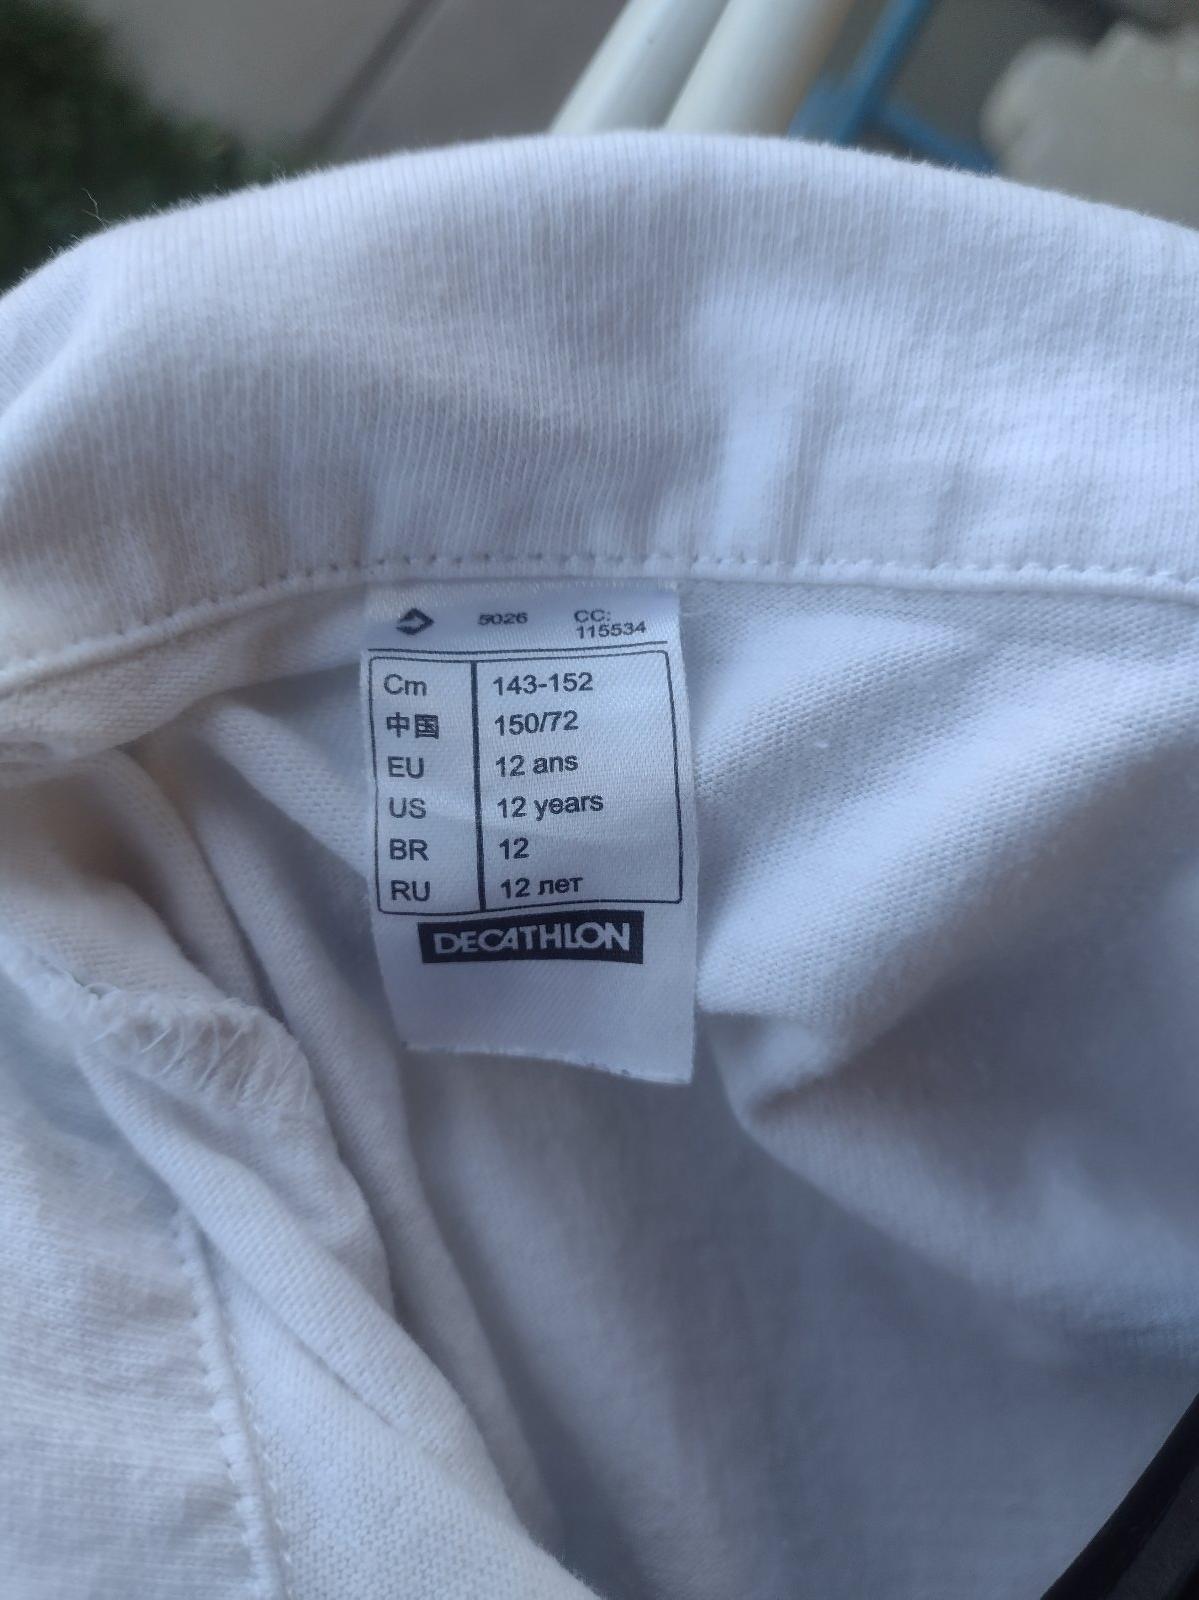 5026 CC:
115534
Cm 143-152
中国 150/72
EU 12 ans
US 12 years
BR 12
RU 12 лет
DECATHLON